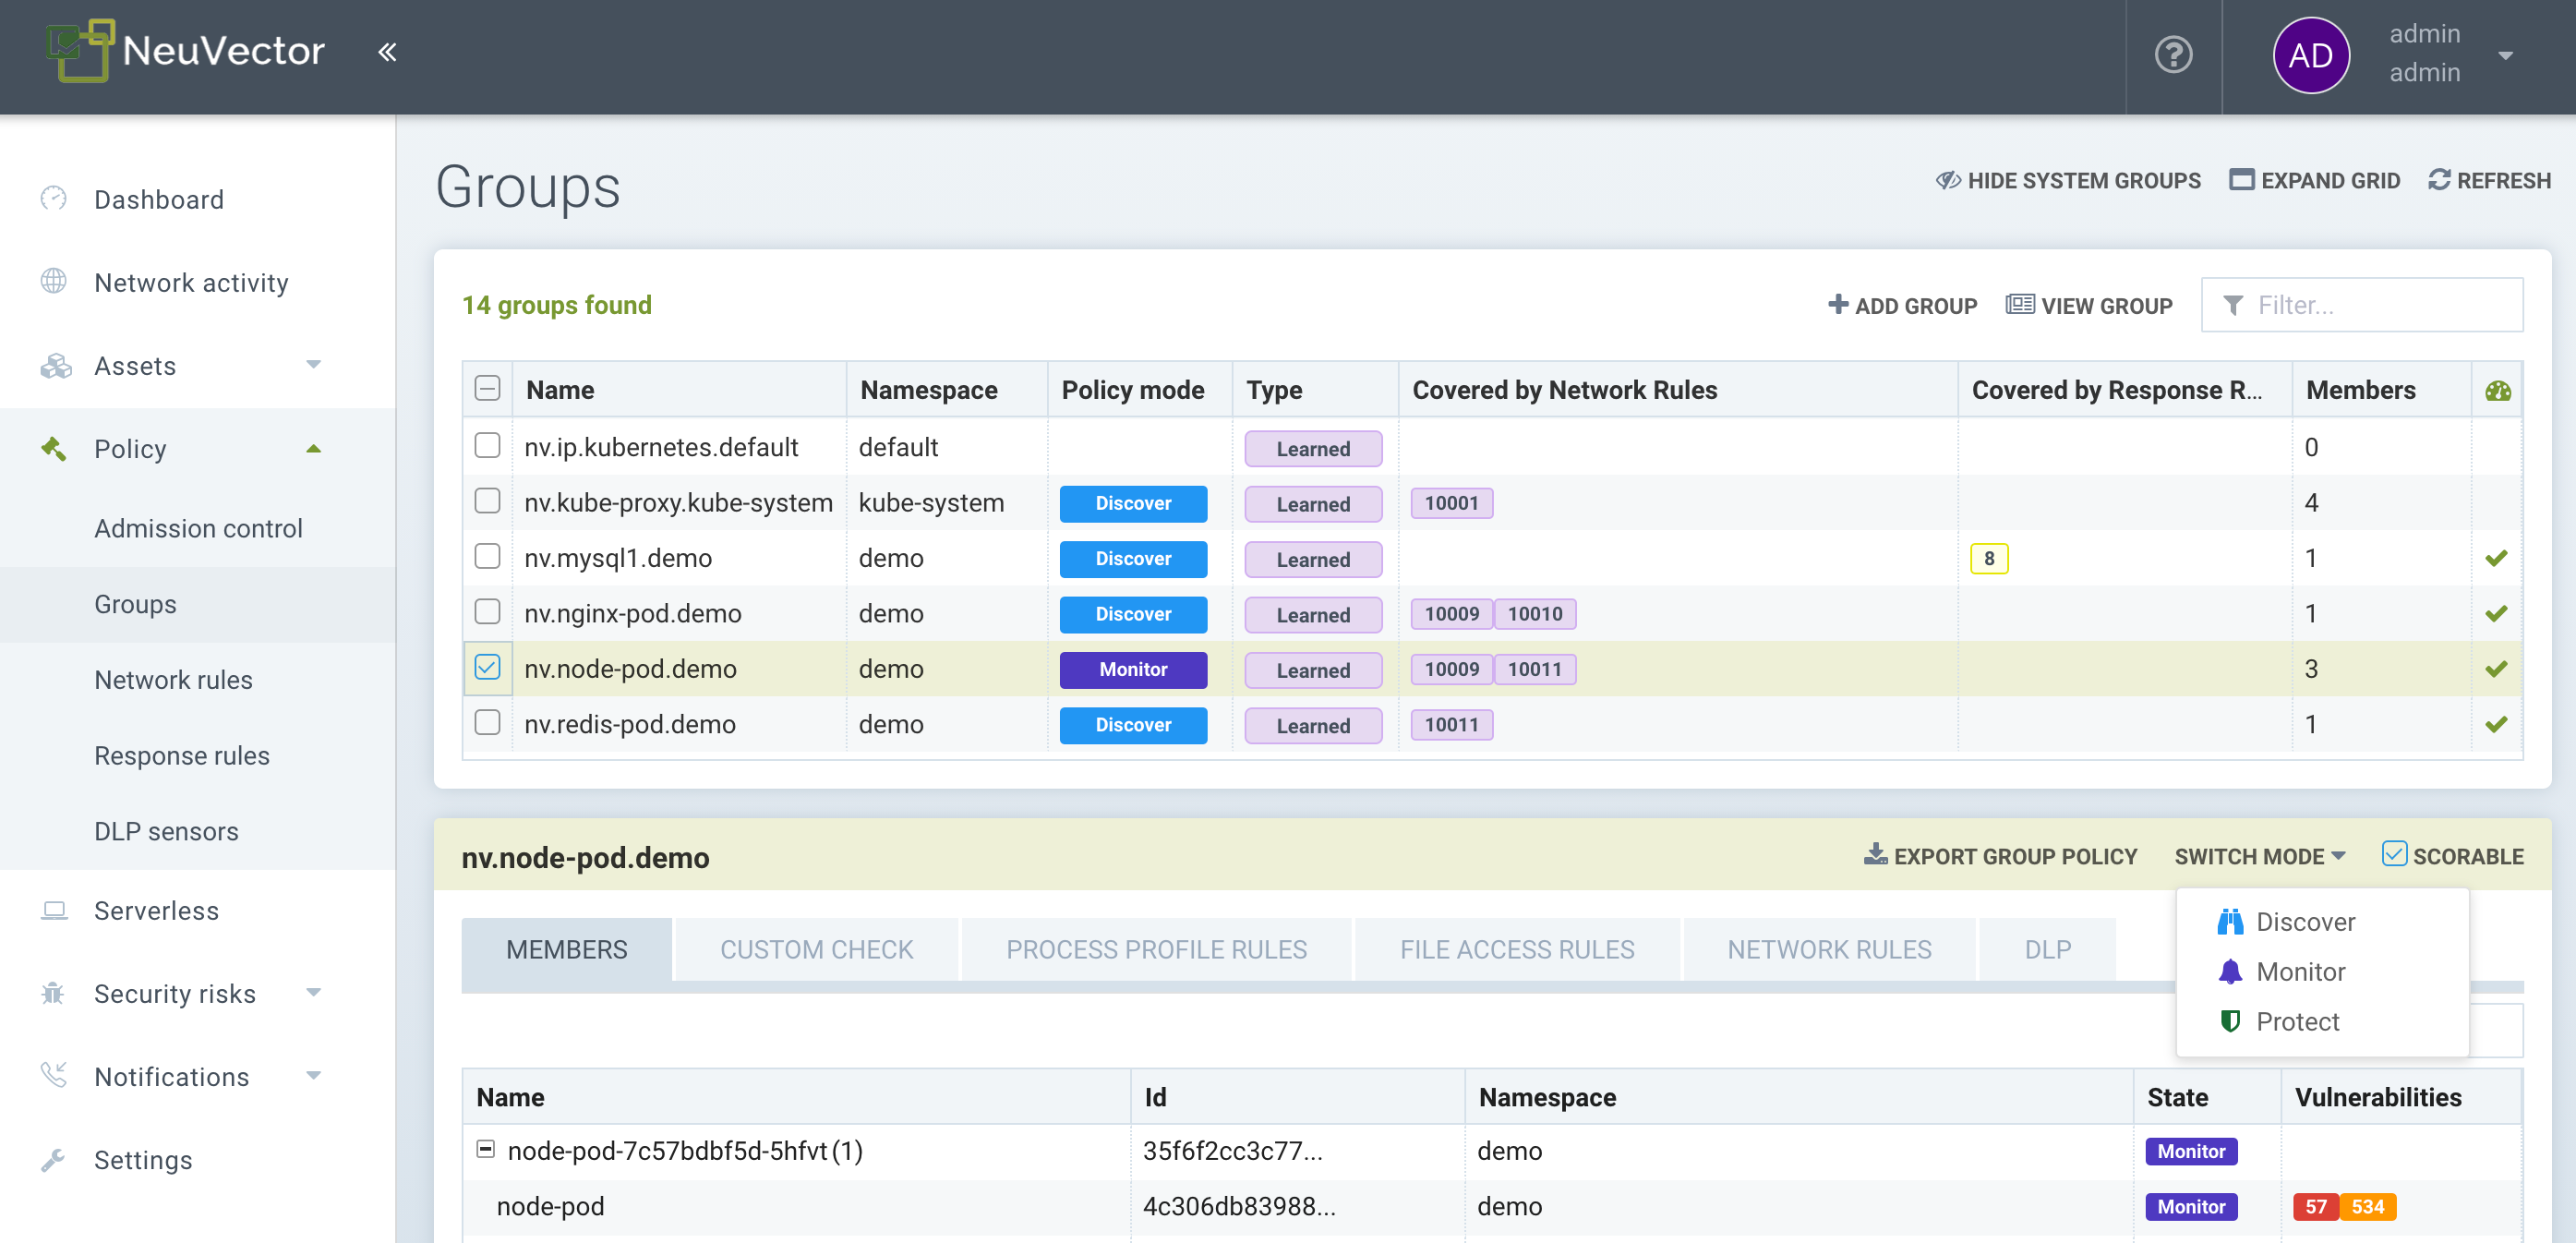 NeuVector
«
?
AD
admin
admin
Dashboard
Network activity
Assets
Policy
Admission control
Groups
Network rules
Response rules
DLP sensors
Serverless
Security risks
Notifications
Settings
Groups
HIDE SYSTEM GROUPS EXPAND GRID REFRESH
14 groups found
ADD GROUP VIEW GROUP Filter...
Name Namespace Policy mode Type Covered by Network Rules Covered by Response R... Members
nv.ip.kubernetes.default default Learned 0
nv.kube-proxy.kube-system kube-system Discover Learned 10001 4
nv.mysql1.demo demo Discover Learned 8 1
nv.nginx-pod.demo demo Discover Learned 10009 10010 1
nv.node-pod.demo demo Monitor Learned 10009 10011 3
nv.redis-pod.demo demo Discover Learned 10011 1
nv.node-pod.demo
EXPORT GROUP POLICY SWITCH MODE SCORABLE
Discover
Monitor
Protect
MEMBERS CUSTOM CHECK PROCESS PROFILE RULES FILE ACCESS RULES NETWORK RULES DLP
Name Id Namespace State Vulnerabilities
node-pod-7c57bdbf5d-5hfvt (1) 35f6f2cc3c77... demo Monitor
node-pod 4c306db83988... demo Monitor 57 534